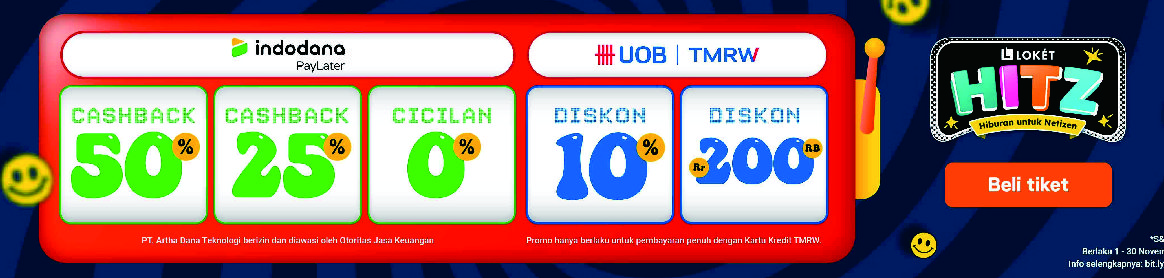 indodana
PayLater
UOB | TMRW
CASHBACK
50%
CASHBACK
25%
CICILAN
0%
DISKON
10%
DISKON
Rp 200 RB
PT. Artha Dana Teknologi berizin dan diawasi oleh Otoritas Jasa Keuangan
Promo hanya berlaku untuk pembayaran penuh dengan Kartu Kredit TMRW.
LOKÉT
HITZ
Hiburan untuk Netizen
Beli tiket
*S&
Berlaku 1 - 30 Novem
Info selengkapnya: bit.ly